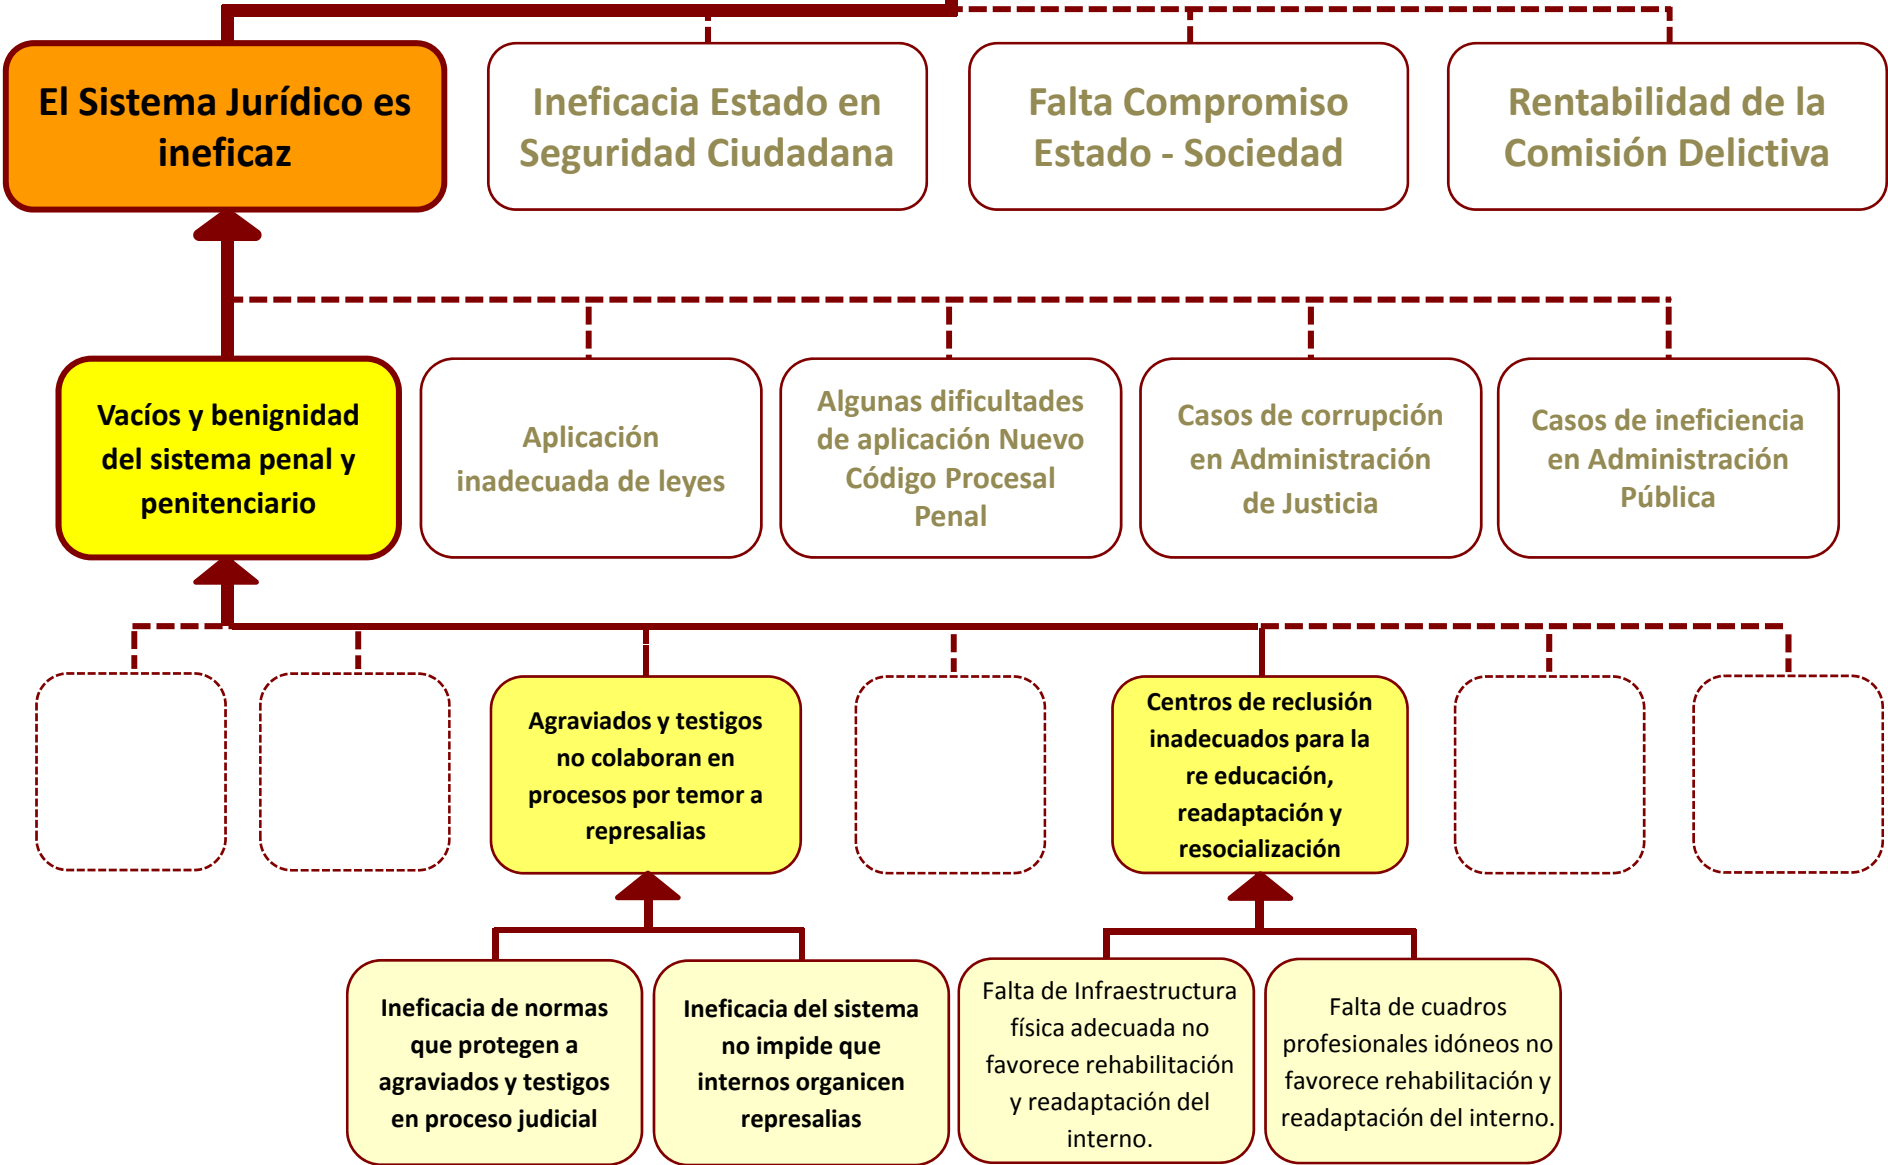 El Sistema Jurídico es
ineficaz
Ineficacia Estado en
Seguridad Ciudadana
Falta Compromiso
Estado - Sociedad
Rentabilidad de la
Comisión Delictiva
Vacíos y benignidad
del sistema penal y
penitenciario
Aplicación
inadecuada de leyes
Algunas dificultades
de aplicación Nuevo
Código Procesal
Penal
Casos de corrupción
en Administración
de Justicia
Casos de ineficiencia
en Administración
Pública
Agraviados y testigos
no colaboran en
procesos por temor a
represalias
Centros de reclusión
inadecuados para la
re educación,
readaptación y
resocialización
Ineficacia de normas
que protegen a
agraviados y testigos
en proceso judicial
Ineficacia del sistema
no impide que
internos organicen
represalias
Falta de Infraestructura
física adecuada no
favorece rehabilitación
y readaptación del
interno.
Falta de cuadros
profesionales idóneos no
favorece rehabilitación y
readaptación del interno.